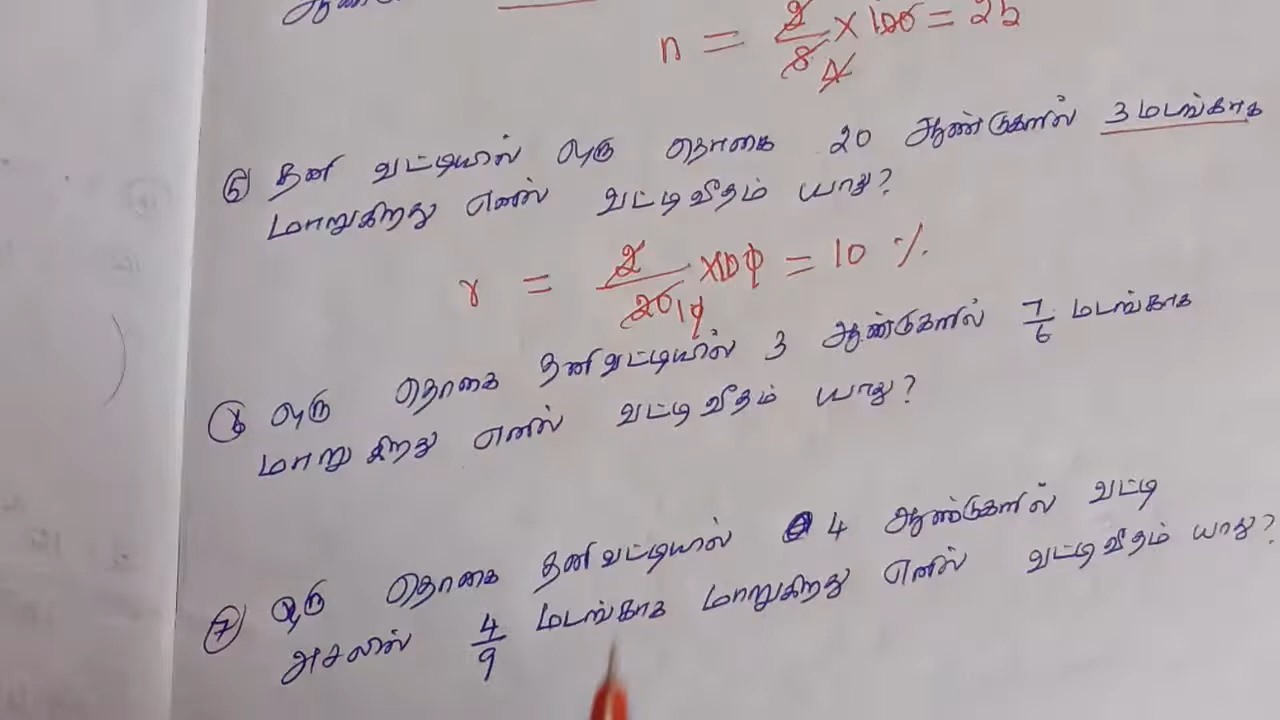 n = 2/8 × 100 = 25
5) தனி வட்டியில் ஒரு தொகை 20 ஆண்டுகளில் 3 மடங்காக
மாறுகிறது எனில் வட்டி வீதம் யாது?
r = 2/20 × 100 = 10 %
6) ஒரு தொகை தனிவட்டியில் 3 ஆண்டுகளில் 7/6 மடங்காக
மாறுகிறது எனில் வட்டி வீதம் யாது?
7) ஒரு தொகை தனிவட்டியில் 4 ஆண்டுகளில் வட்டி
அசலில் 4/9 மடங்காக மாறுகிறது எனில் வட்டிவீதம் யாது?